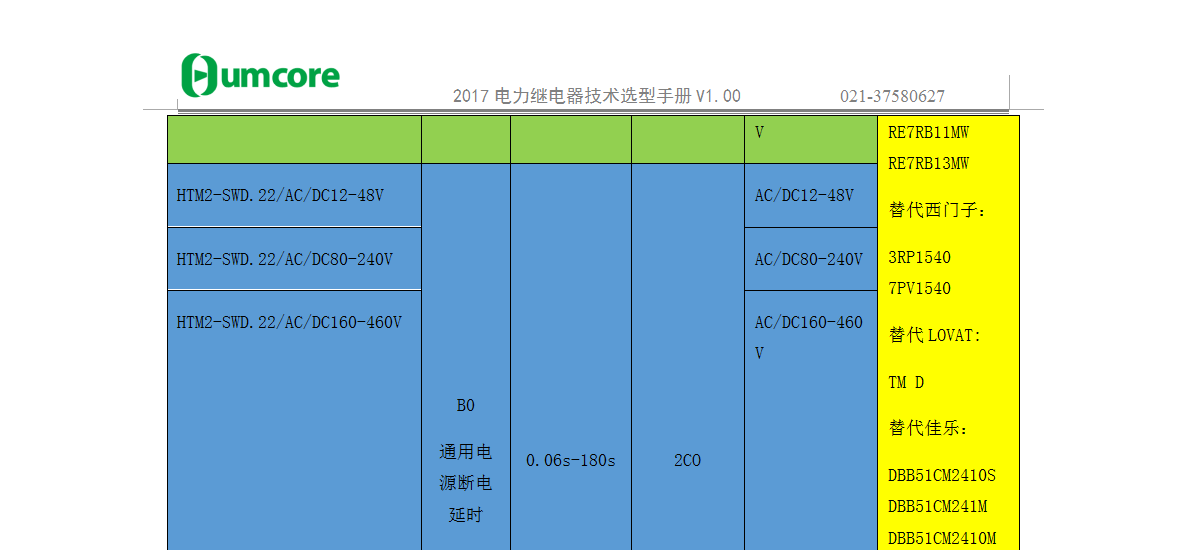 umcore
2017 电力继电器技术选型手册 V1.00
021-37580627
V
RE7RB11MW
RE7RB13MW
HTM2-SWD.22/AC/DC12-48V
AC/DC12-48V
替代西门子:
HTM2-SWD.22/AC/DC80-240V
AC/DC80-240V
3RP1540
7PV1540
HTM2-SWD.22/AC/DC160-460V
AC/DC160-460
V
替代 LOVAT:
TM D
B0
通用电
源断电
延时
0.06s-180s
2CO
替代佳乐:
DBB51CM2410S
DBB51CM241M
DBB51CM2410M